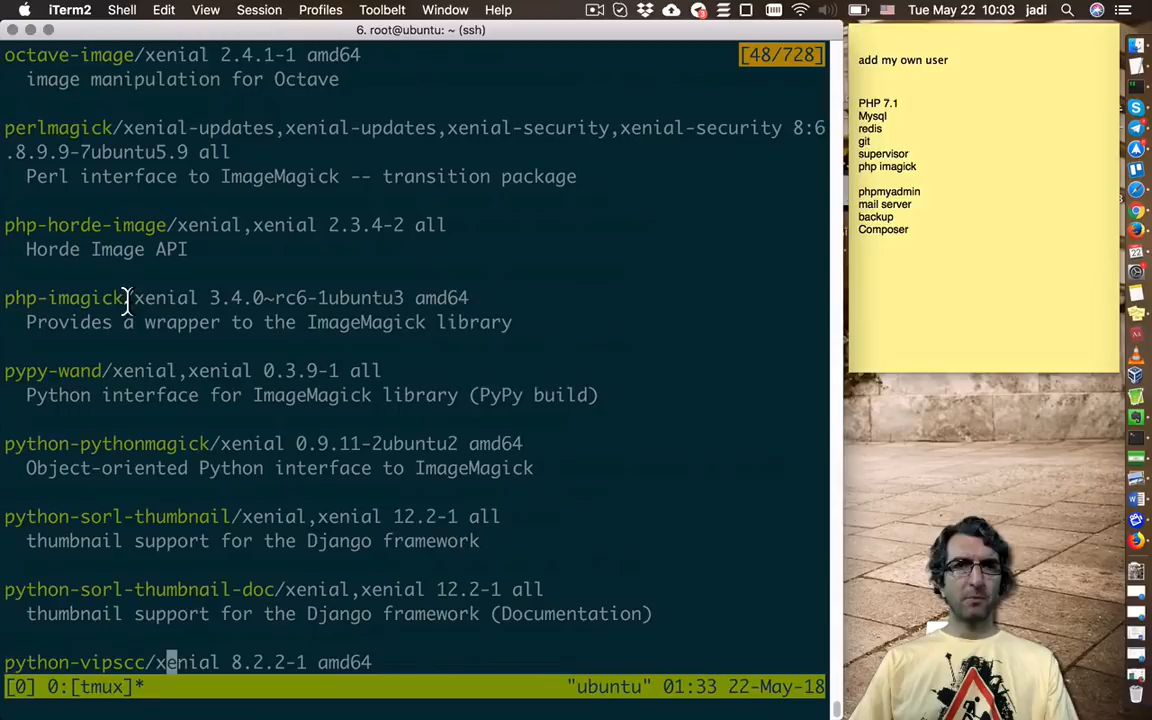 iTerm2 Shell Edit View Session Profiles Toolbelt Window Help
Tue May 22 10:03 jadi
6. root@ubuntu: ~ (ssh)
octave-image/xenial 2.4.1-1 amd64
[48/728]
image manipulation for Octave
perlmagick/xenial-updates,xenial-updates,xenial-security,xenial-security 8:6
.8.9.9-7ubuntu5.9 all
Perl interface to ImageMagick -- transition package
php-horde-image/xenial,xenial 2.3.4-2 all
Horde Image API
php-imagick/xenial 3.4.0~rc6-1ubuntu3 amd64
Provides a wrapper to the ImageMagick library
pypy-wand/xenial,xenial 0.3.9-1 all
Python interface for ImageMagick library (PyPy build)
python-pythonmagick/xenial 0.9.11-2ubuntu2 amd64
Object-oriented Python interface to ImageMagick
python-sorl-thumbnail/xenial,xenial 12.2-1 all
thumbnail support for the Django framework
python-sorl-thumbnail-doc/xenial,xenial 12.2-1 all
thumbnail support for the Django framework (Documentation)
python-vipscc/xenial 8.2.2-1 amd64
[0] 0:[tmux]* "ubuntu" 01:33 22-May-18
add my own user
PHP 7.1
Mysql
redis
git
supervisor
php imagick
phpmyadmin
mail server
backup
Composer